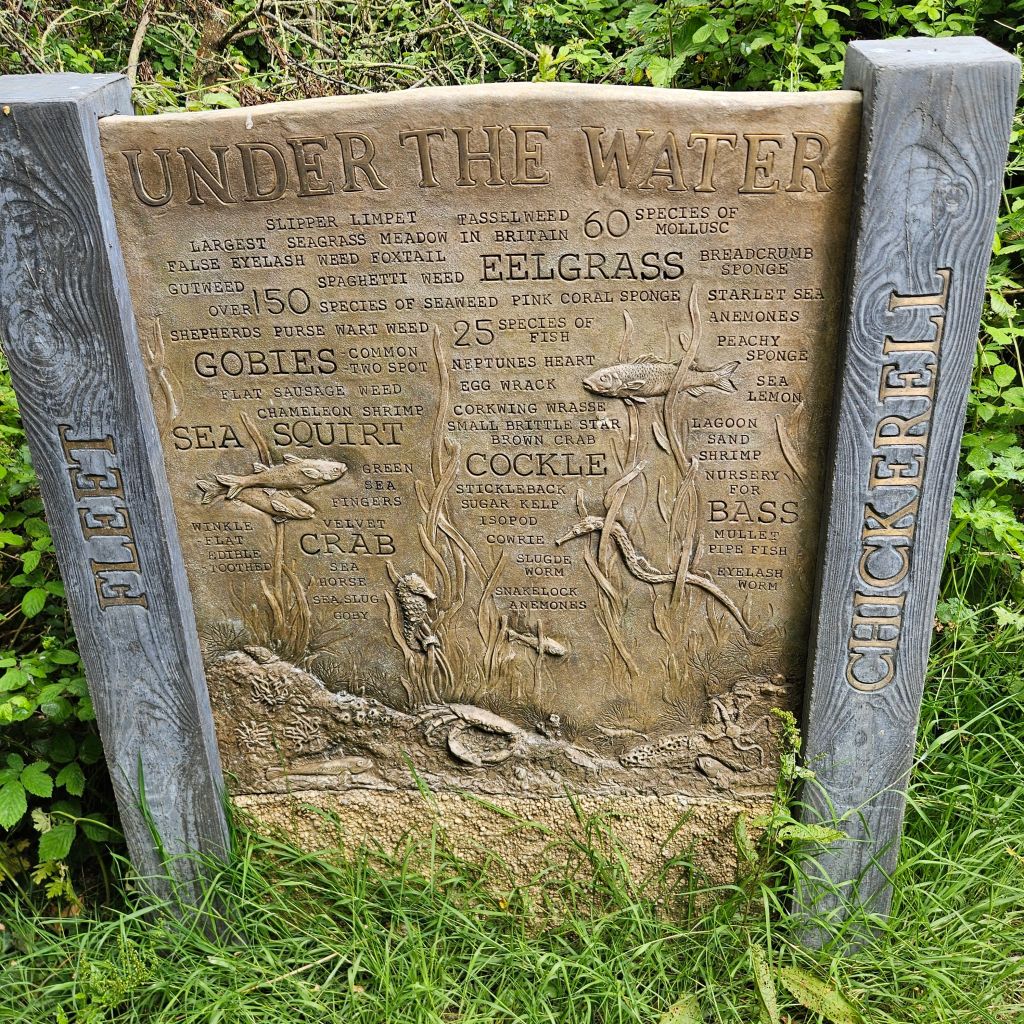 UNDER THE WATER
SLIPPER LIMPET TASSELWEED 60 SPECIES OF MOLLUSC
LARGEST SEAGRASS MEADOW IN BRITAIN
FALSE EYELASH WEED FOXTAIL EELGRASS BREADCRUMB SPONGE
GUTWEED SPAGHETTI WEED
OVER 150 SPECIES OF SEAWEED PINK CORAL SPONGE STARLET SEA ANEMONES
SHEPHERDS PURSE WART WEED 25 SPECIES OF FISH
PEACHY SPONGE
GOBIES -COMMON -TWO SPOT
NEPTUNES HEART
FLAT SAUSAGE WEED
EGG WRACK
SEA LEMON
CHAMELEON SHRIMP
CORKWING WRASSE
SMALL BRITTLE STAR
BROWN CRAB
SEA SQUIRT
LAGOON SAND SHRIMP
COCKLE
GREEN SEA FINGERS
STICKLEBACK
SUGAR KELP
ISOPOD
COWRIE
NURSERY FOR BASS
MULLET
PIPE FISH
WINKLE
-FLAT
EDIBLE
-TOOTHED
VELVET CRAB
SEA HORSE
SEA SLUG
GOBY
SLUGDE WORM
SNAKELOCK ANEMONES
EYELASH WORM
FLEET
CHICKERELL